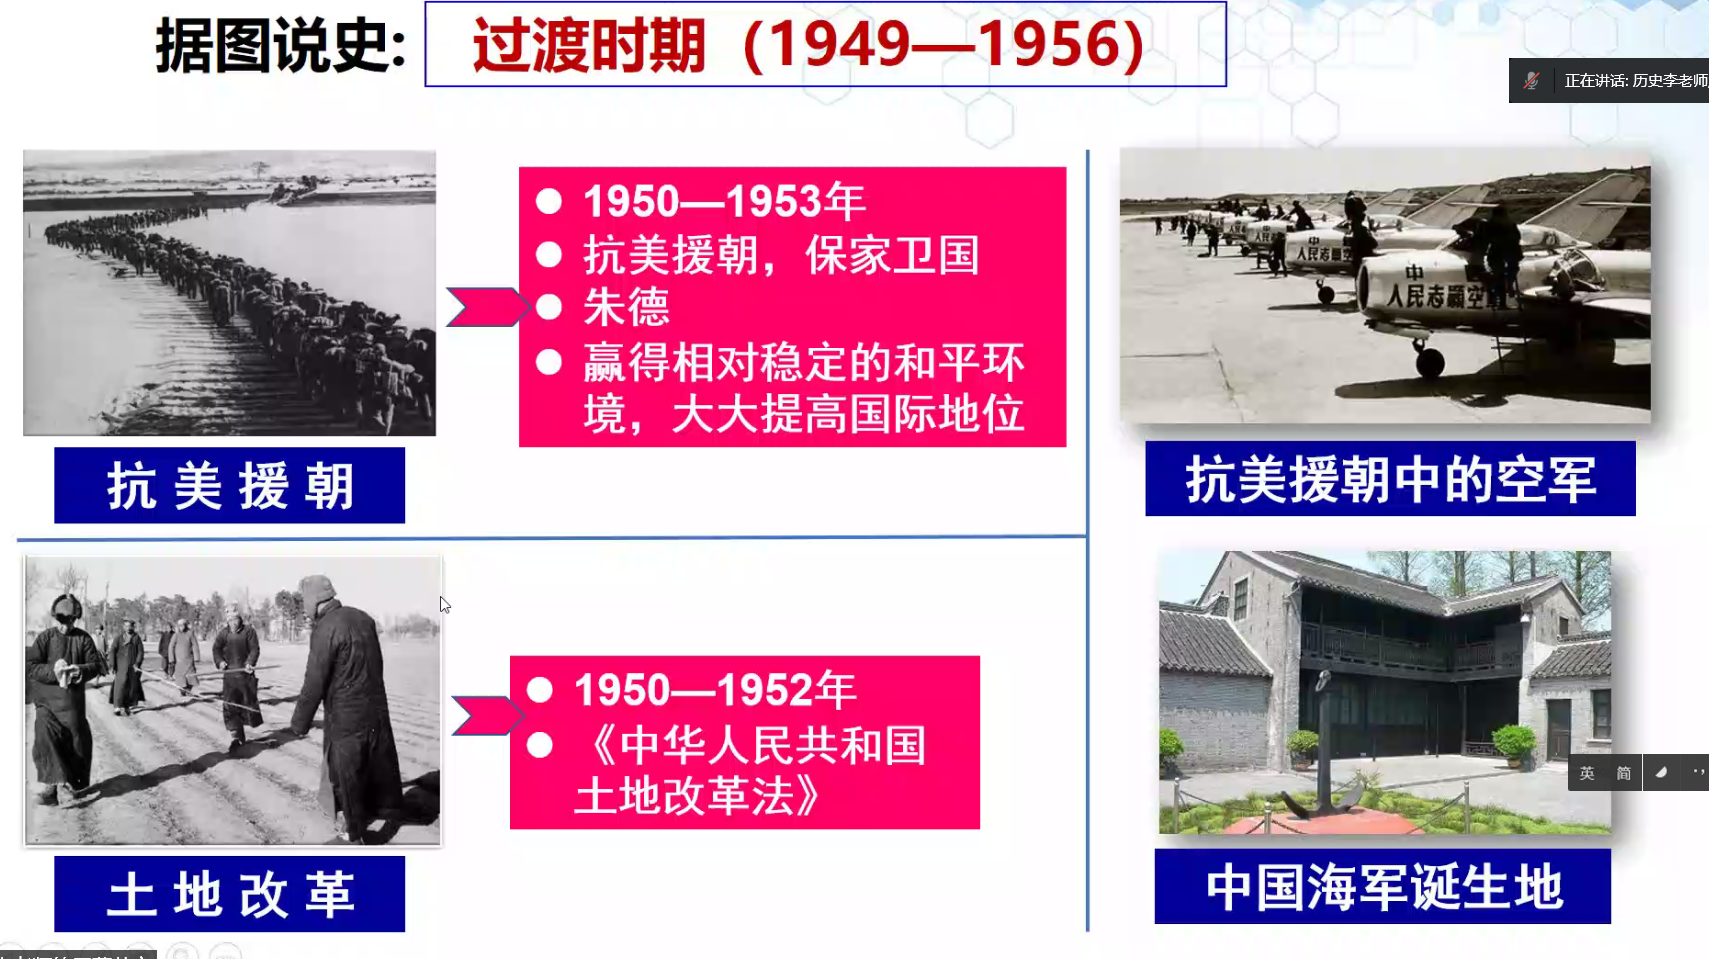 据图说史:
过渡时期（1949—1956）
正在讲话: 历史李老师
1950—1953年
抗美援朝，保家卫国
朱德
赢得相对稳定的和平环
境，大大提高国际地位
抗美援朝
中
人民志愿空
抗美援朝中的空军
1950—1952年
《中华人民共和国
土地改革法》
土地改革
英 简
中国海军诞生地